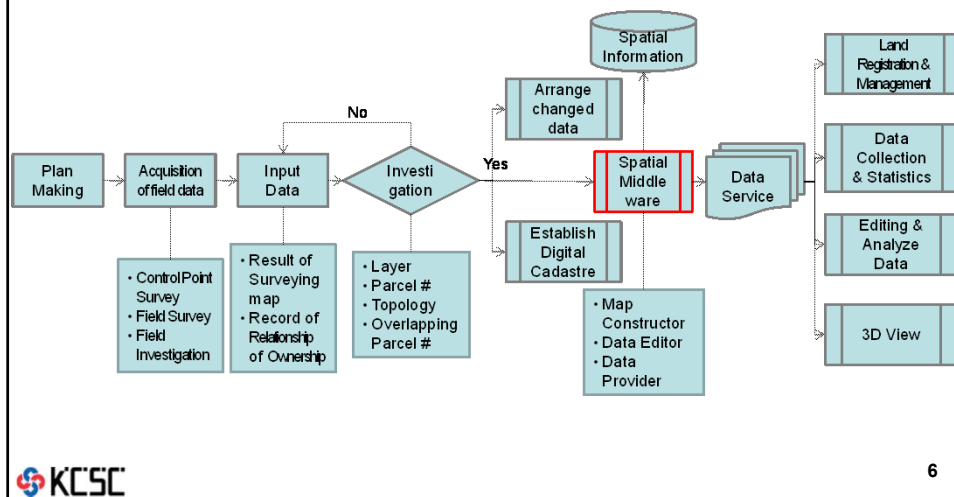 Plan
Making
Acquisition
of field data
Input
Data
No
Investi
gation
Yes
Arrange
changed
data
Establish
Digital
Cadastre
Spatial
Information
Spatial
Middle
ware
Data
Service
Land
Registration &
Management
Data
Collection
& Statistics
Editing &
Analyze
Data
3D View
• Control Point
Survey
• Field Survey
• Field
Investigation
• Result of
Surveying
map
• Record of
Relationship
of Ownership
• Layer
• Parcel #
• Topology
• Overlapping
Parcel #
• Map
Constructor
• Data Editor
• Data
Provider
KCSC
6